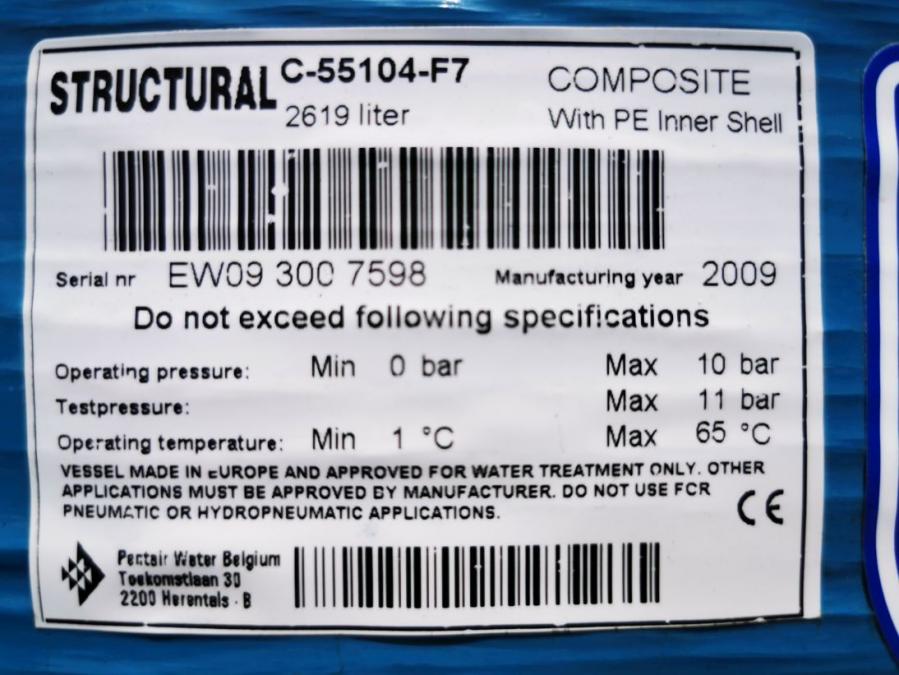 STRUCTURAL C-55104-F7 COMPOSITE
2619 liter With PE Inner Shell
Serial nr EW09 300 7598 Manufacturing year 2009
Do not exceed following specifications
Operating pressure: Min 0 bar Max 10 bar
Testpressure: Max 11 bar
Operating temperature: Min 1 °C Max 65 °C
VESSEL MADE IN EUROPE AND APPROVED FOR WATER TREATMENT ONLY. OTHER
APPLICATIONS MUST BE APPROVED BY MANUFACTURER. DO NOT USE FOR
PNEUMATIC OR HYDROPNEUMATIC APPLICATIONS.
CE
Pentair Water Belgium
Toekomstlaan 30
2200 Herentals - B